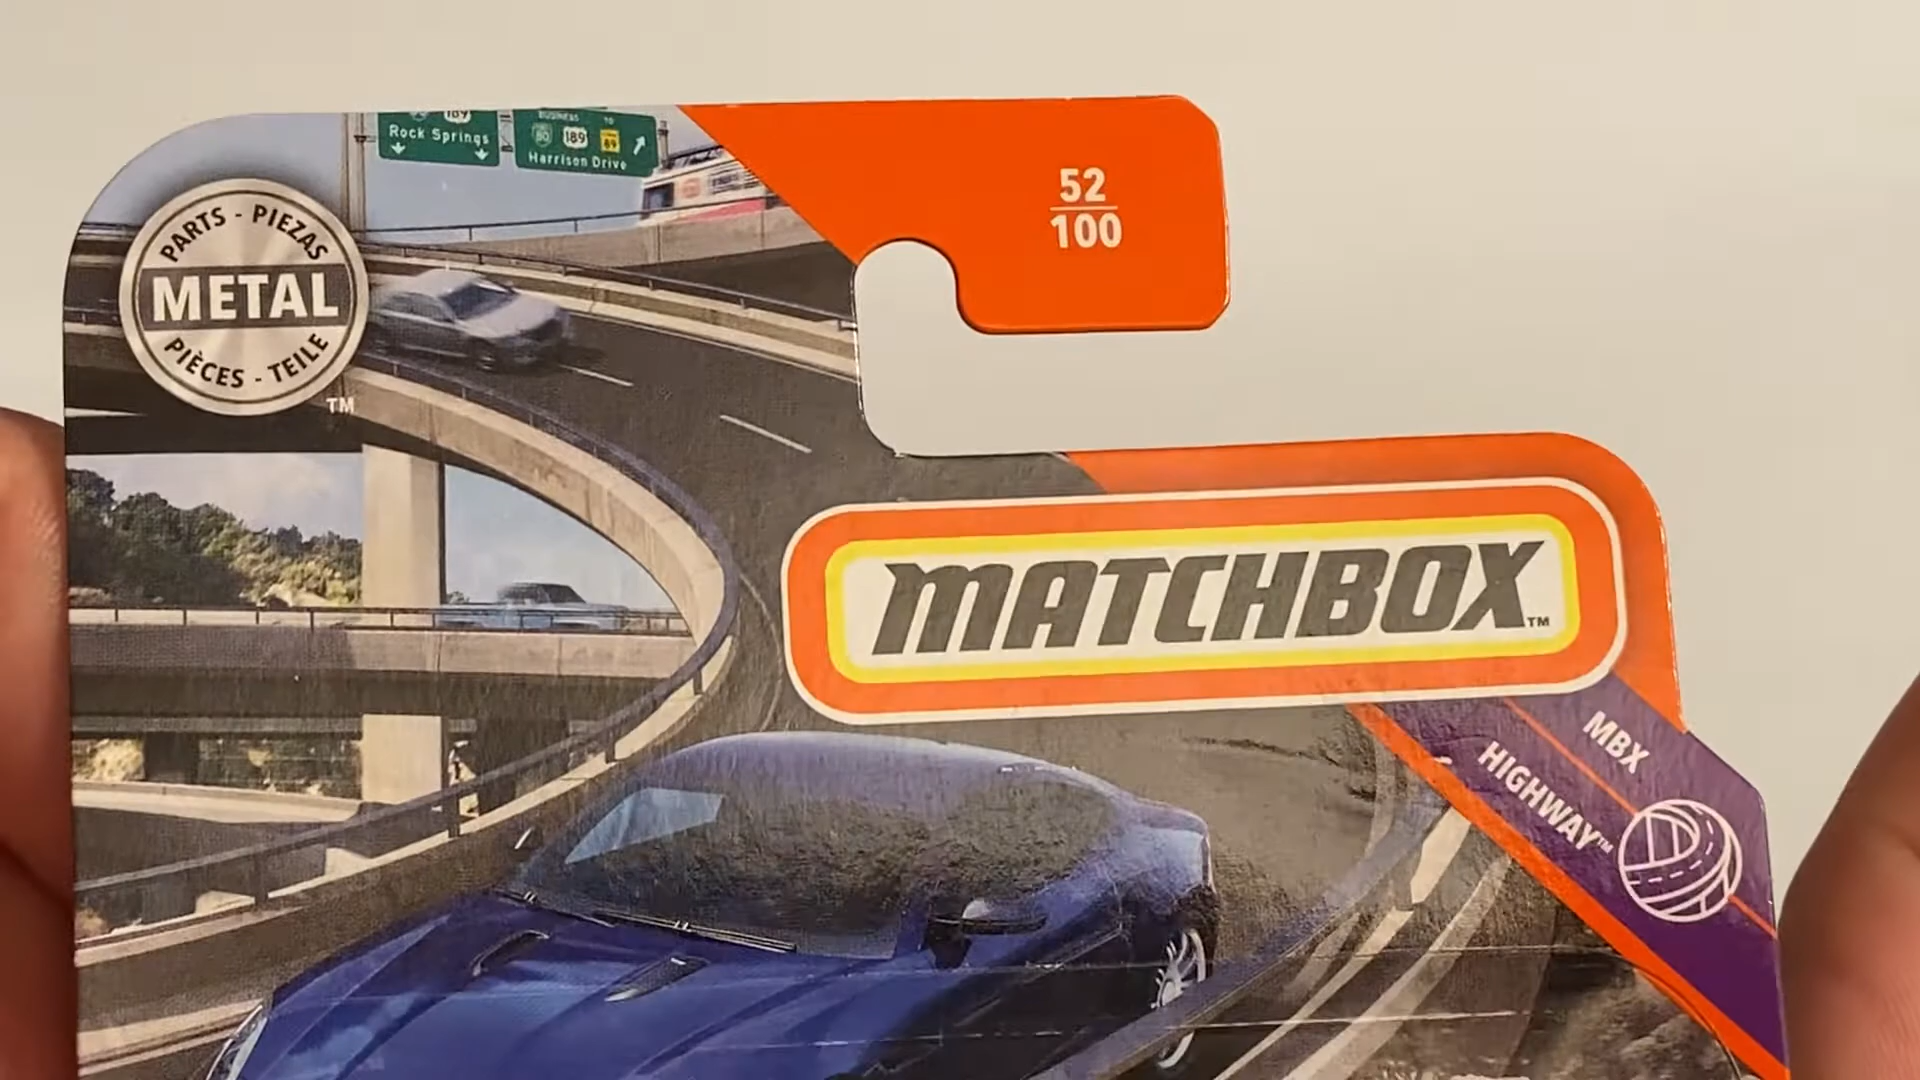 189
Rock Springs
BUSINESS TO
80 189 89
Harrison Drive
52
100
PARTS - PIEZAS
METAL
PIÈCES - TEILE
TM
MATCHBOX TM
MBX
HIGHWAY TM